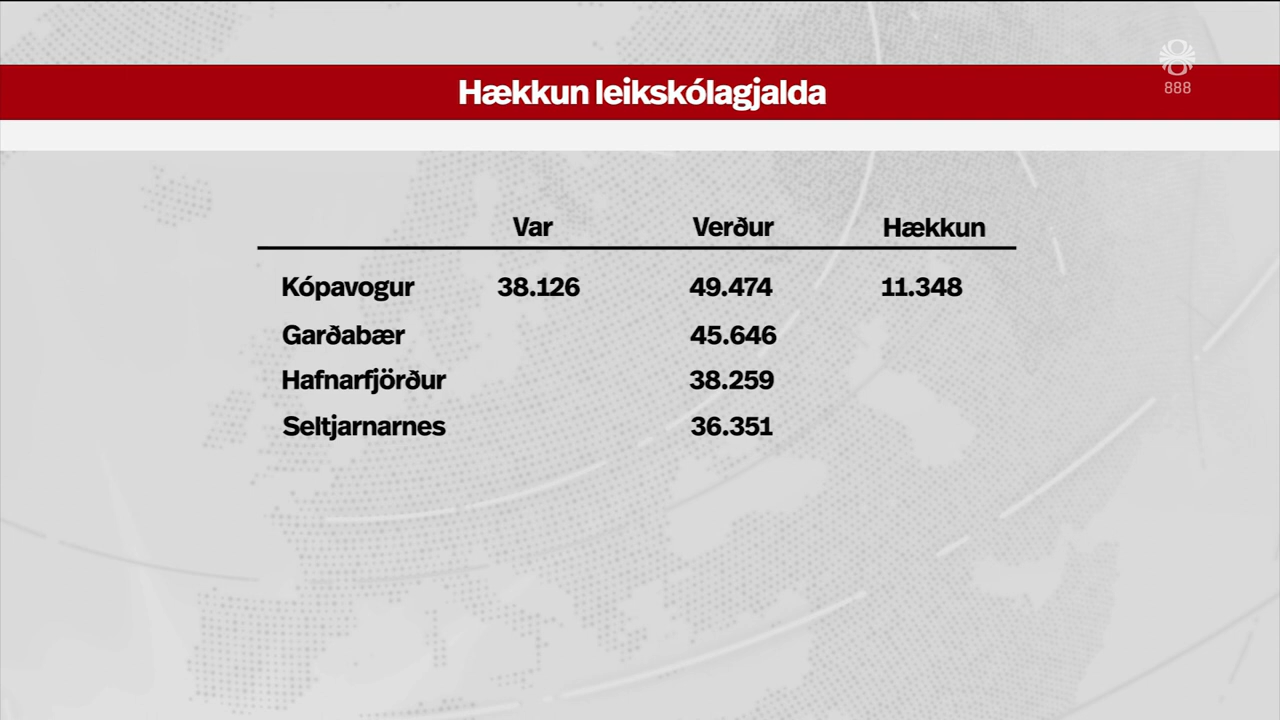 Hækkun leikskólagjalda
888
Var Verður Hækkun
Kópavogur 38.126 49.474 11.348
Garðabær 45.646
Hafnarfjörður 38.259
Seltjarnarnes 36.351